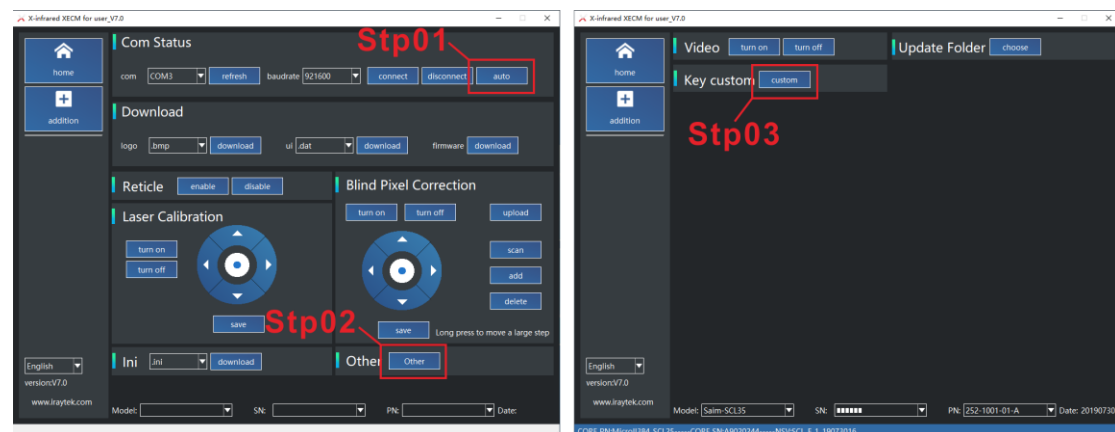 X-infrared XECM for user_V7.0
home
addition
English
version:V7.0
www.iraytek.com
Com Status
Stp01
com COM3 refresh baudrate 921600 connect disconnect auto
Download
logo .bmp download ui .dat download firmware download
Reticle enable disable
Laser Calibration
turn on
turn off
save
Blind Pixel Correction
turn on turn off upload
scan
add
delete
Stp02
save Long press to move a large step
Ini .ini download
Other Other
Model: SN: PN: Date:
X-infrared XECM for user_V7.0
home
addition
English
version:V7.0
www.iraytek.com
Video turn on turn off
Update Folder choose
Key custom custom
Stp03
Model: Saim-SCL35 SN: PN: 252-1001-01-A Date: 20190730